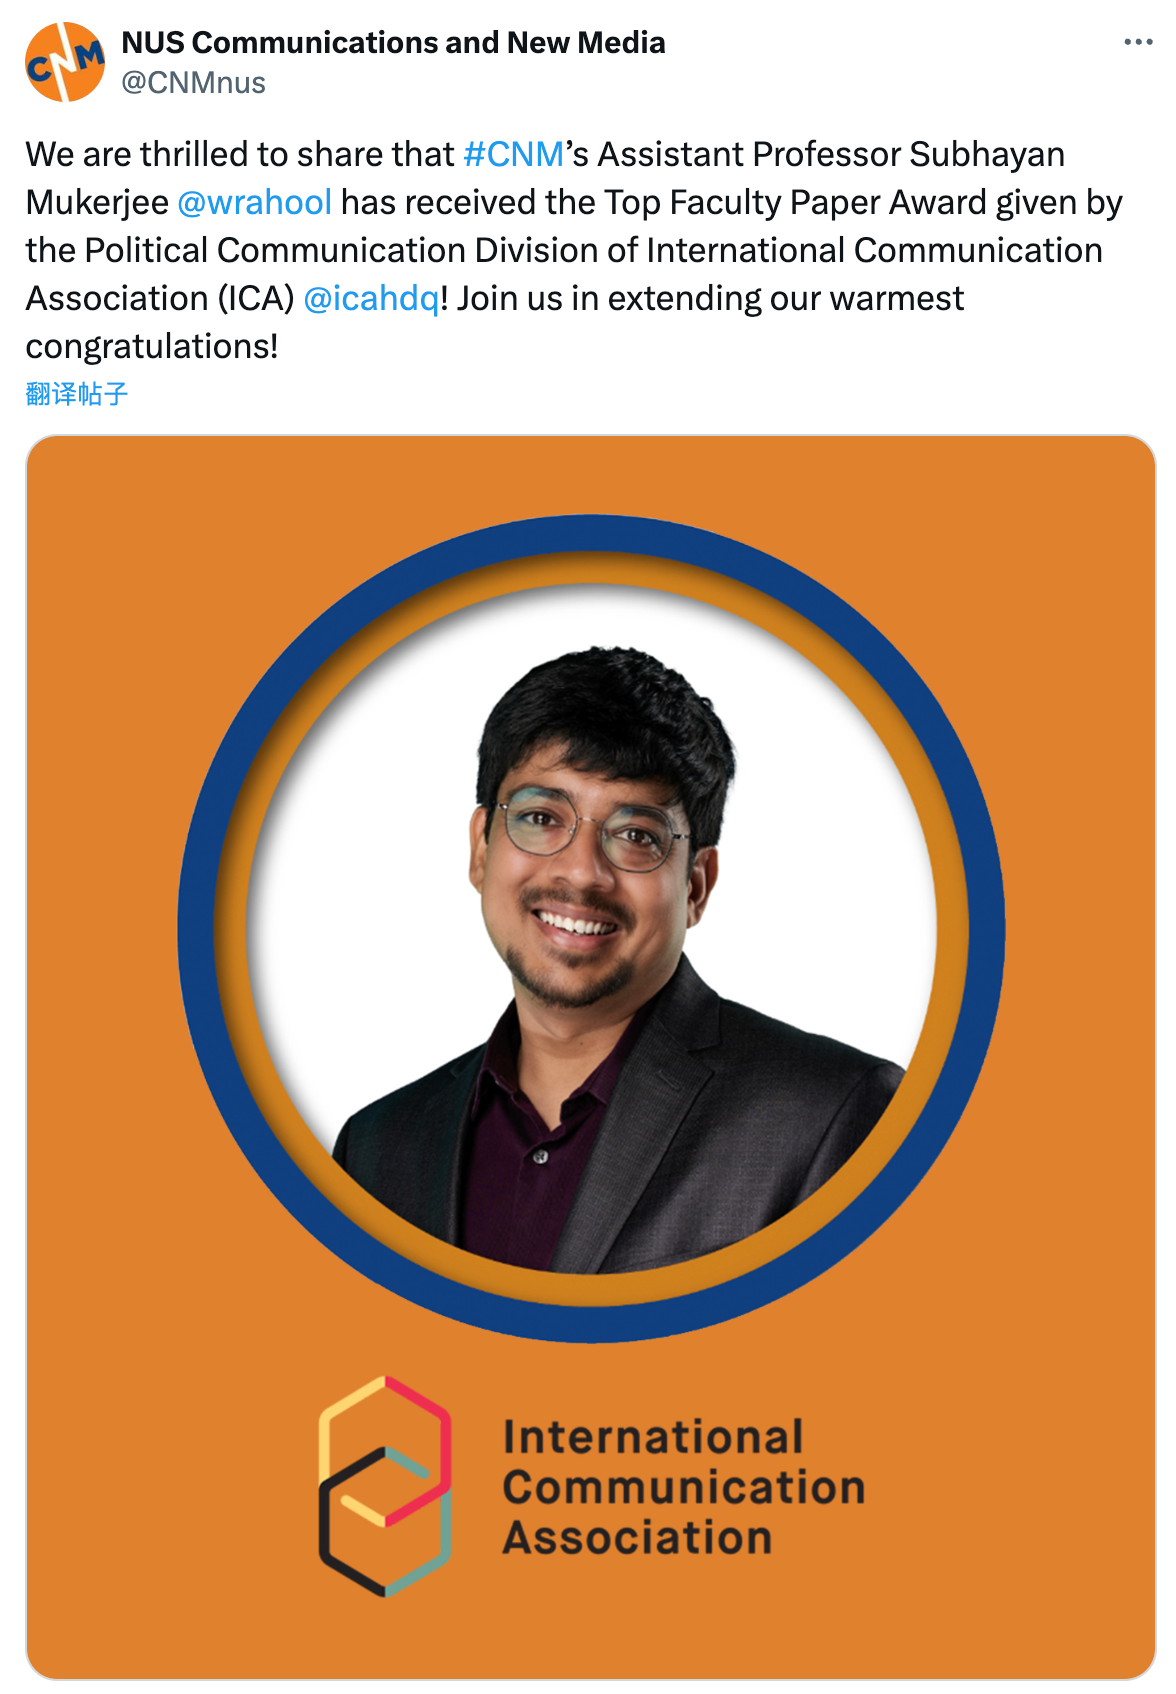 CNM
NUS Communications and New Media
@CNMnus
We are thrilled to share that #CNM’s Assistant Professor Subhayan
Mukerjee @wrahool has received the Top Faculty Paper Award given by
the Political Communication Division of International Communication
Association (ICA) @icahdq! Join us in extending our warmest
congratulations!
翻译帖子
International
Communication
Association